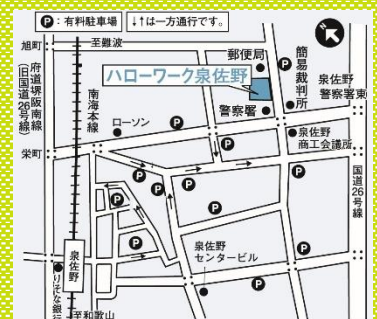 P：有料駐車場　↓↑は一方通行です。
旭町
至難波
郵便局
簡易裁判所
ハローワーク泉佐野
府道堺阪南線
（旧国道26号線）
南海本線
ローソン
P
P
警察署
泉佐野
警察署東
泉佐野
商工会議所
栄町
P
P
P
P
P
P
P
国道26号線
P
P
泉佐野
泉佐野
センタービル
P
P
りそな銀行
至和歌山